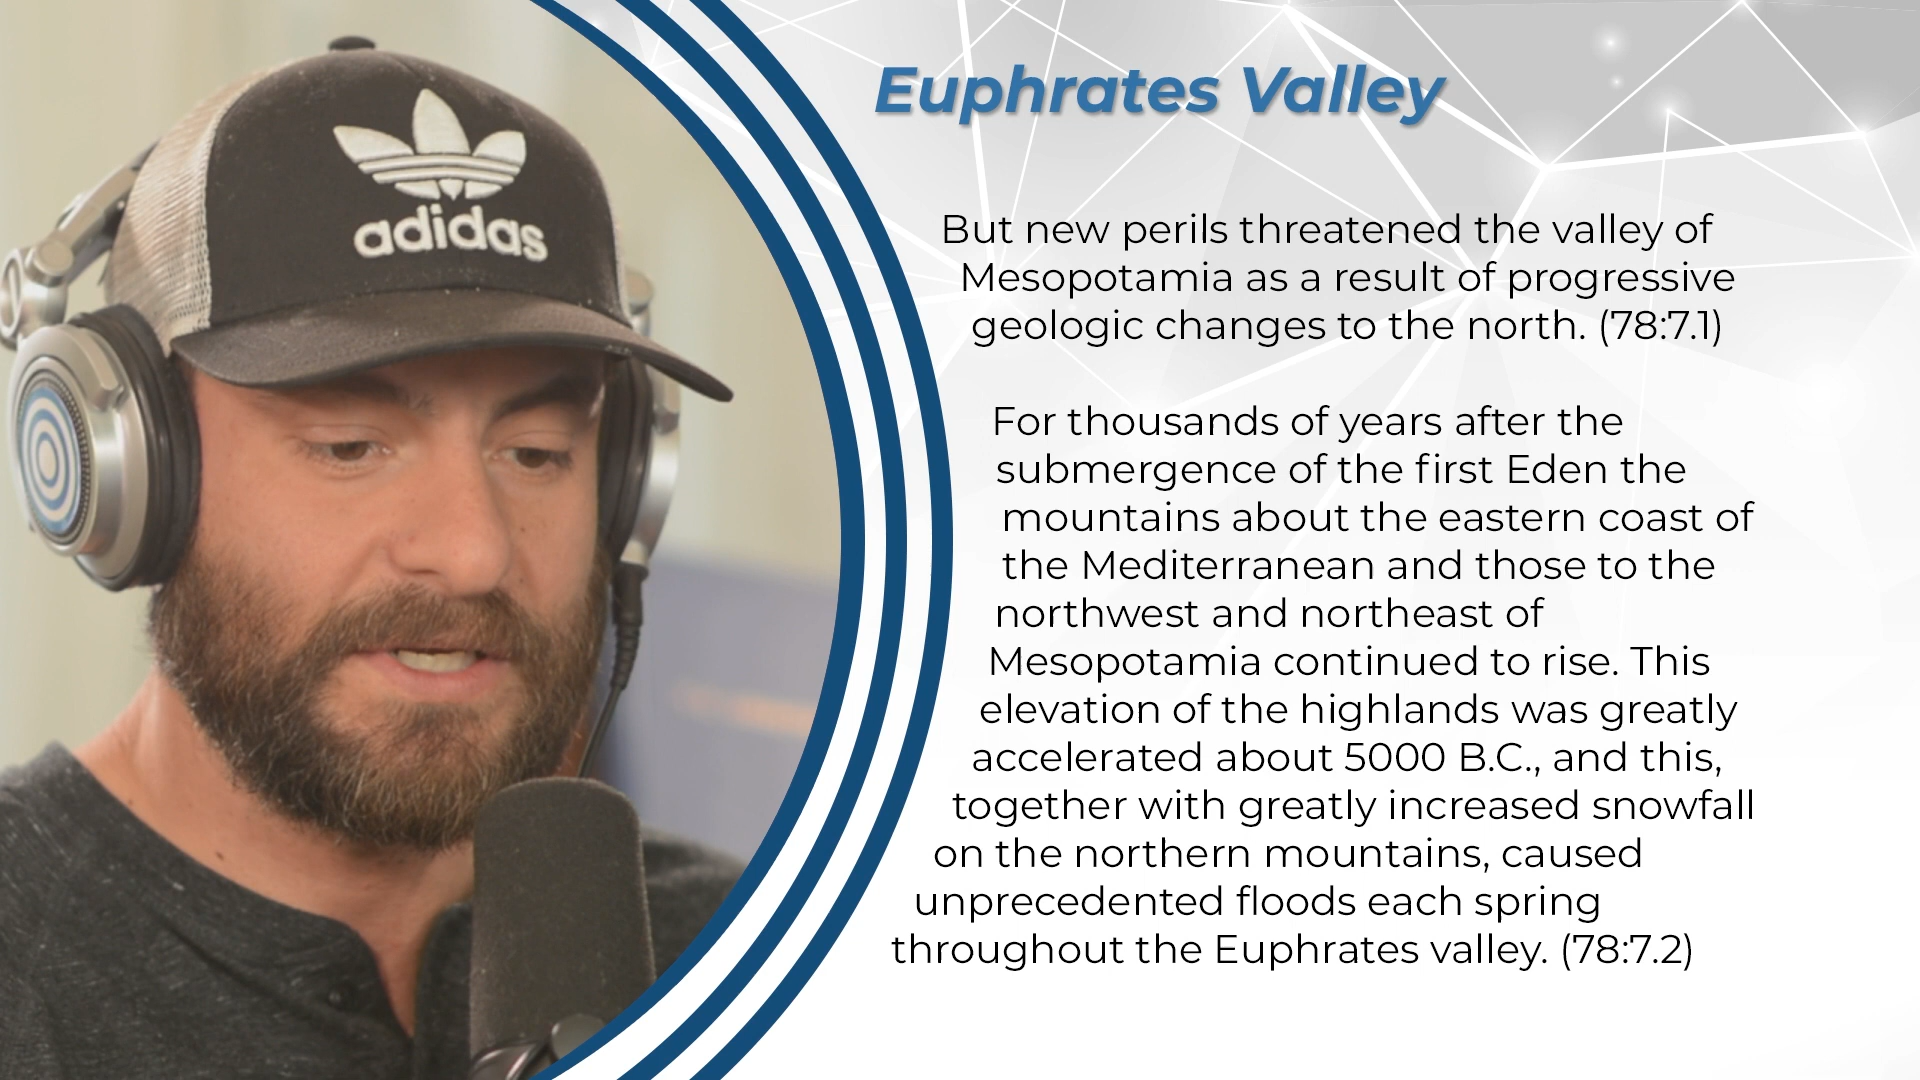 adidas
Euphrates Valley
But new perils threatened the valley of
Mesopotamia as a result of progressive
geologic changes to the north. (78:7.1)
For thousands of years after the
submergence of the first Eden the
mountains about the eastern coast of
the Mediterranean and those to the
northwest and northeast of
Mesopotamia continued to rise. This
elevation of the highlands was greatly
accelerated about 5000 B.C., and this,
together with greatly increased snowfall
on the northern mountains, caused
unprecedented floods each spring
throughout the Euphrates valley. (78:7.2)